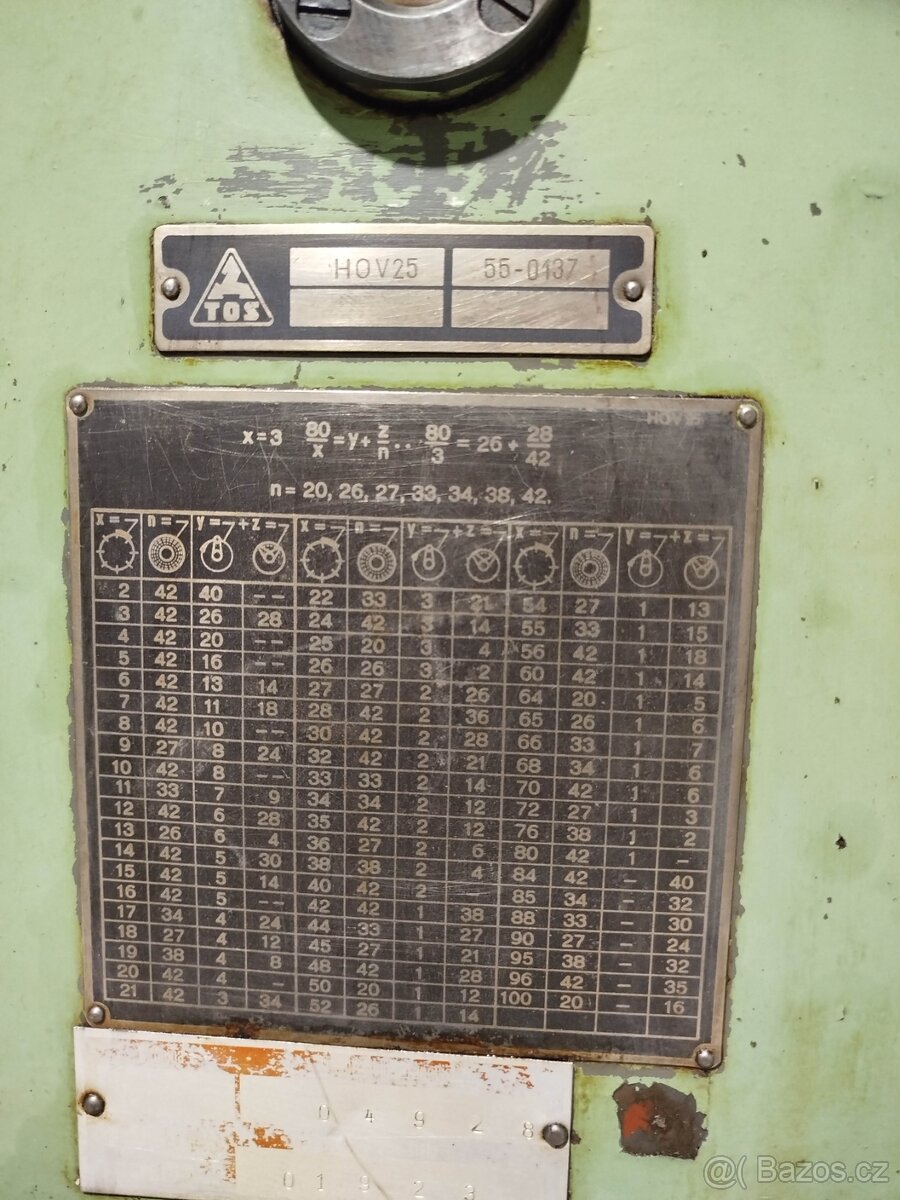 HOV25 55-0137
TOS
HOV 25
x=3 80/x = y + z/n .. 80/3 = 26 + 28/42
n= 20, 26, 27, 33, 34, 38, 42.
x= n= y= +z= x= n= y= +z= x= n= y= +z=
2 42 40 -- 22 33 3 21 54 27 1 13
3 42 26 28 24 42 3 14 55 33 1 15
4 42 20 -- 25 20 3 4 56 42 1 18
5 42 16 -- 26 26 3 2 60 42 1 14
6 42 13 14 27 27 2 26 64 20 1 5
7 42 11 18 28 42 2 36 65 26 1 6
8 42 10 -- 30 42 2 28 66 33 1 7
9 27 8 24 32 42 2 21 68 34 1 6
10 42 8 -- 33 33 2 14 70 42 1 6
11 33 7 9 34 34 2 12 72 27 1 3
12 42 6 28 35 42 2 12 76 38 1 2
13 26 6 4 36 27 2 6 80 42 1 –
14 42 5 30 38 38 2 4 84 42 – 40
15 42 5 14 40 42 2 -- 85 34 – 32
16 42 5 -- 42 42 1 38 88 33 – 30
17 34 4 24 44 33 1 27 90 27 – 24
18 27 4 12 45 27 1 21 95 38 – 32
19 38 4 8 48 42 1 28 96 42 – 35
20 42 4 – 50 20 1 12 100 20 – 16
21 42 3 34 52 26 1 14
04928
01923
Bazos.cz